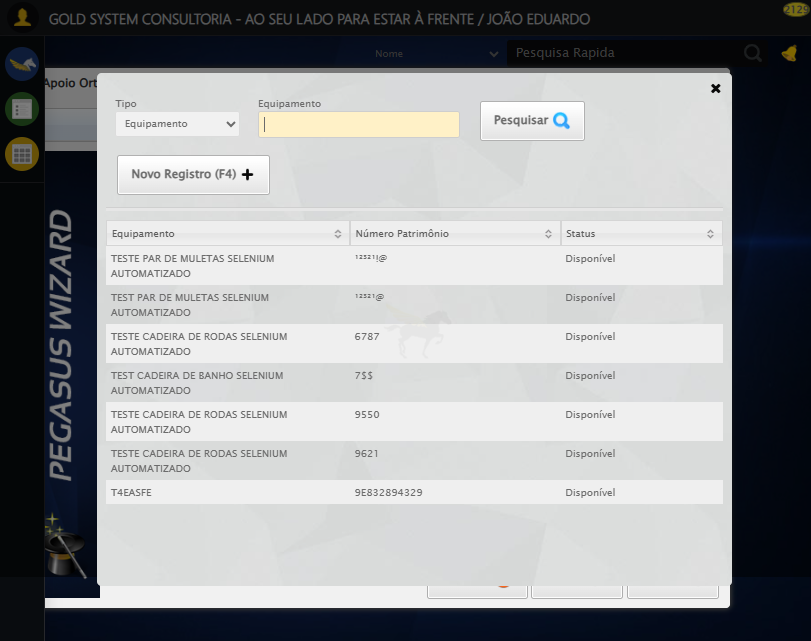 GOLD SYSTEM CONSULTORIA - AO SEU LADO PARA ESTAR À FRENTE / JOÃO EDUARDO
2129
Nome
Pesquisa Rapida
Apoio Ort
Tipo
Equipamento
Equipamento
Pesquisar
Novo Registro (F4)
Equipamento Número Patrimônio Status
TESTE PAR DE MULETAS SELENIUM
AUTOMATIZADO
¹²⁵²¹!@
Disponível
TEST PAR DE MULETAS SELENIUM
AUTOMATIZADO
¹²⁵²¹@
Disponível
TESTE CADEIRA DE RODAS SELENIUM
AUTOMATIZADO
6787
Disponível
TEST CADEIRA DE BANHO SELENIUM
AUTOMATIZADO
7$$
Disponível
TESTE CADEIRA DE RODAS SELENIUM
AUTOMATIZADO
9550
Disponível
TESTE CADEIRA DE RODAS SELENIUM
AUTOMATIZADO
9621
Disponível
T4EASFE
9E832894329
Disponível
PEGASUS WIZARD